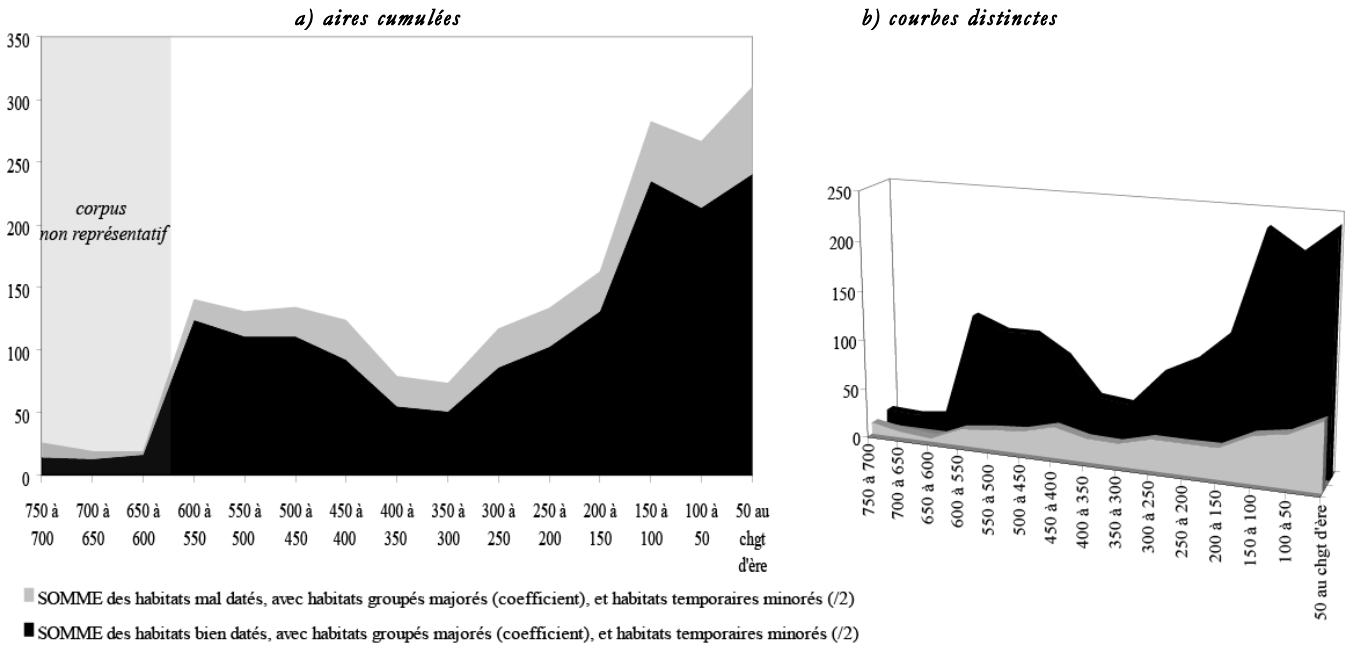 a) aires cumulées
b) courbes distinctes
350
300
250
200
150
100
50
0
corpus
non représentatif
750 à
700
700 à
650
650 à
600
600 à
550
550 à
500
500 à
450
450 à
400
400 à
350
350 à
300
300 à
250
250 à
200
200 à
150
150 à
100
100 à
50
50 au
chgt
d'ère
250
200
150
100
50
0
750 à 700
700 à 650
650 à 600
600 à 550
550 à 500
500 à 450
450 à 400
400 à 350
350 à 300
300 à 250
250 à 200
200 à 150
150 à 100
100 à 50
50 au chgt d'ère
SOMME des habitats mal datés, avec habitats groupés majorés (coefficient), et habitats temporaires minorés (/2)
SOMME des habitats bien datés, avec habitats groupés majorés (coefficient), et habitats temporaires minorés (/2)